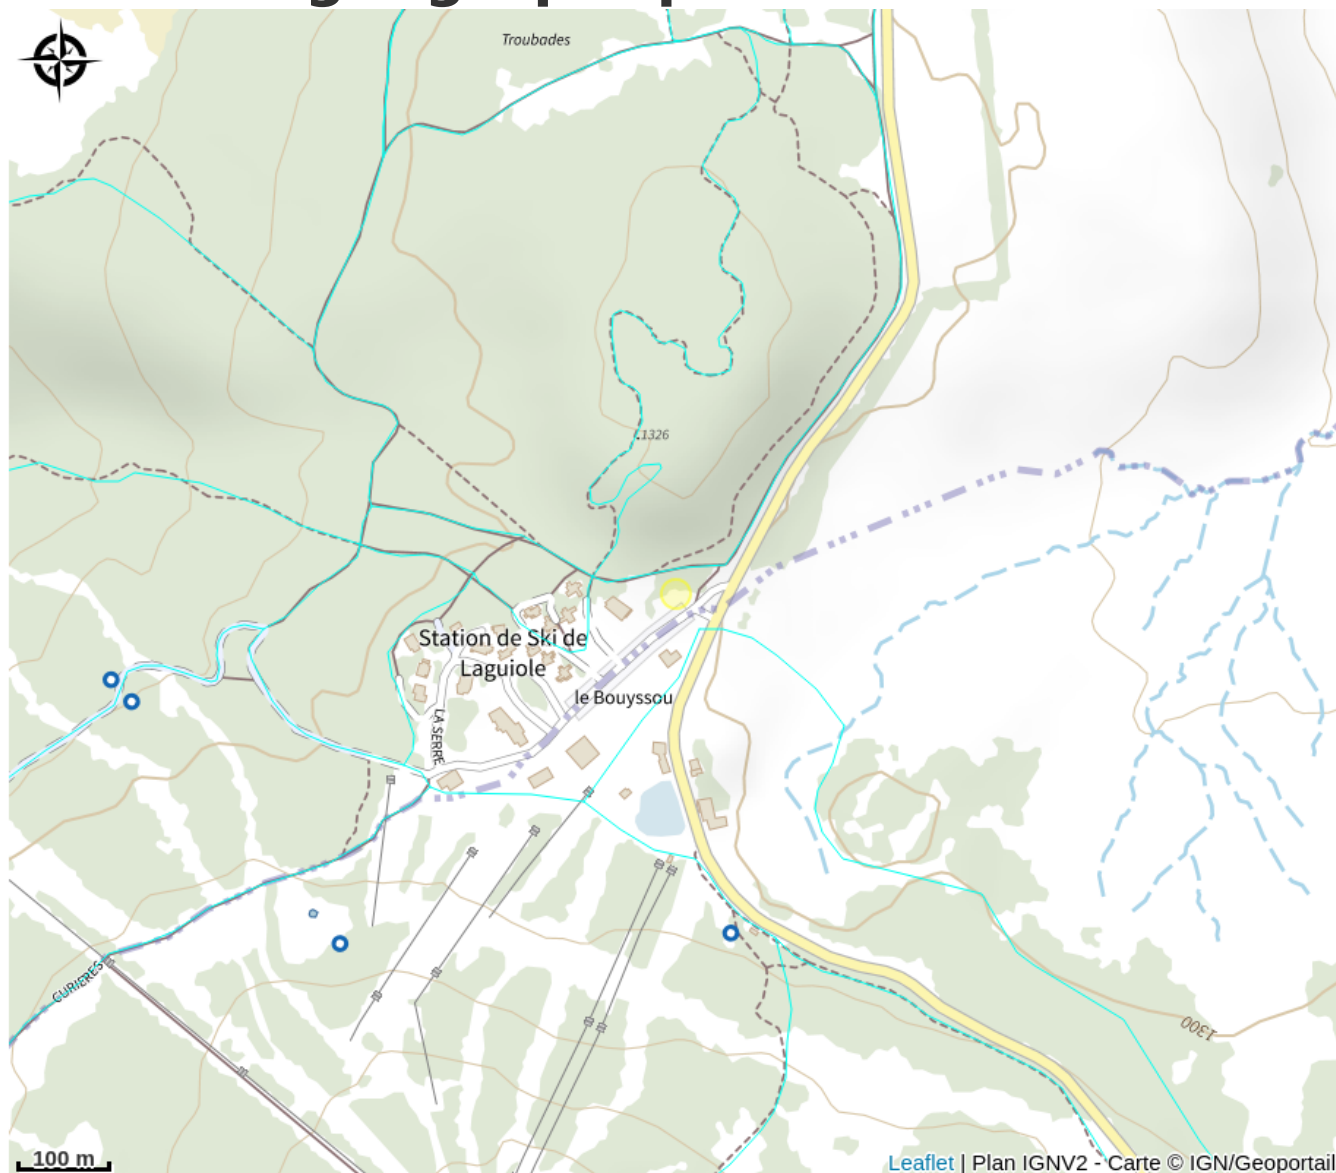 Troubades
1326
Station de Ski de
Laguiole
le Bouyssou
LA SERRE
CURIERES
1300
100 m
Leaflet | Plan IGNV2 - Carte © IGN/Geoportail